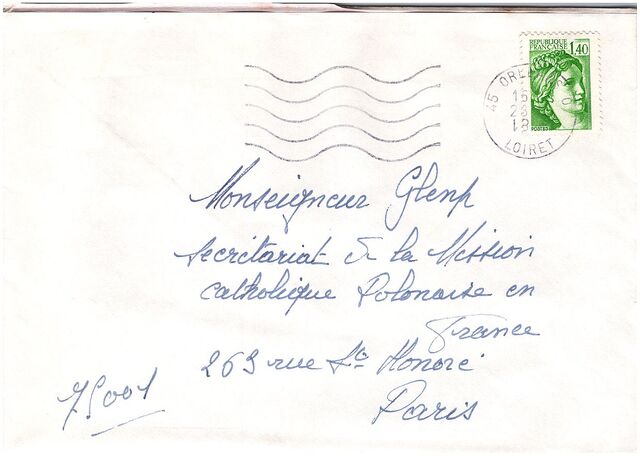 REPUBLIQUE
FRANÇAISE 1,40
POSTES
45 ORLE
LOIRET
Monseigneur Glemp
Secrétariat de la Mission
catholique Polonaise en
France
263 rue St Honoré
75001
Paris